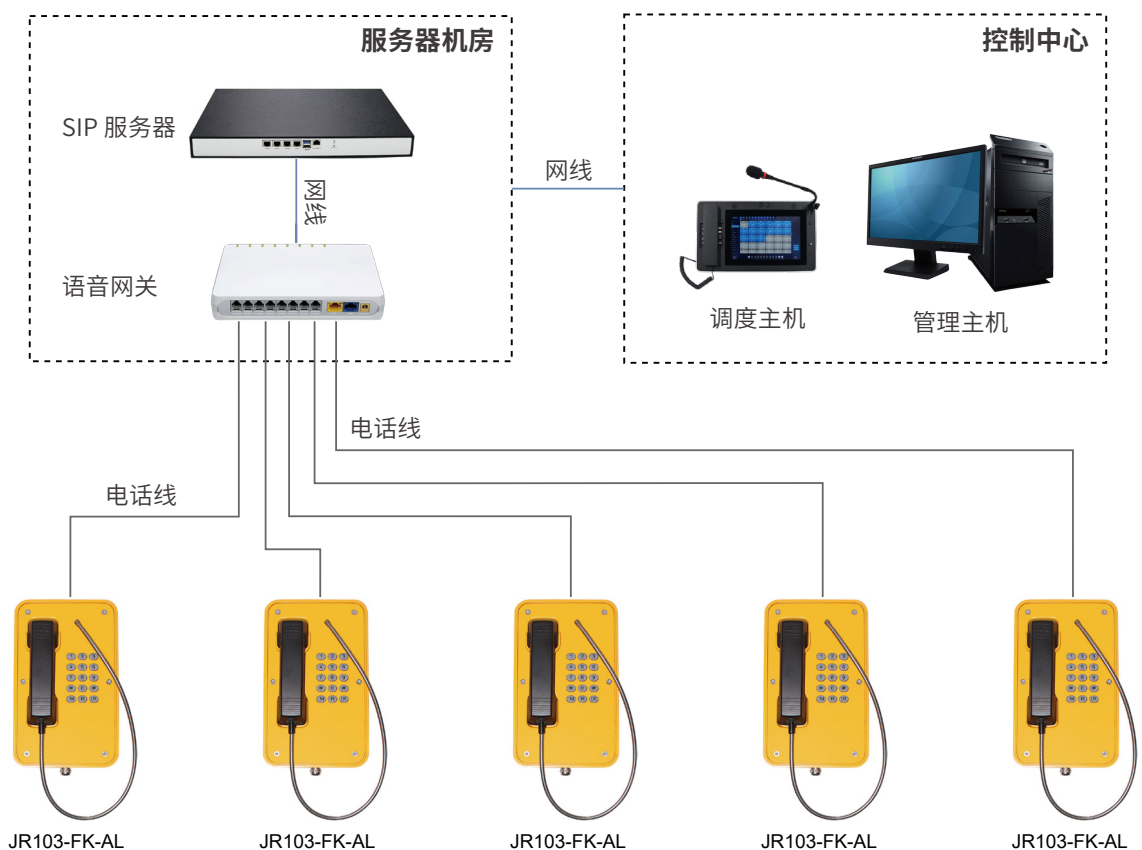 服务器机房
控制中心
SIP 服务器
网线
网线
语音网关
调度主机
管理主机
电话线
电话线
JR103-FK-AL
JR103-FK-AL
JR103-FK-AL
JR103-FK-AL
JR103-FK-AL